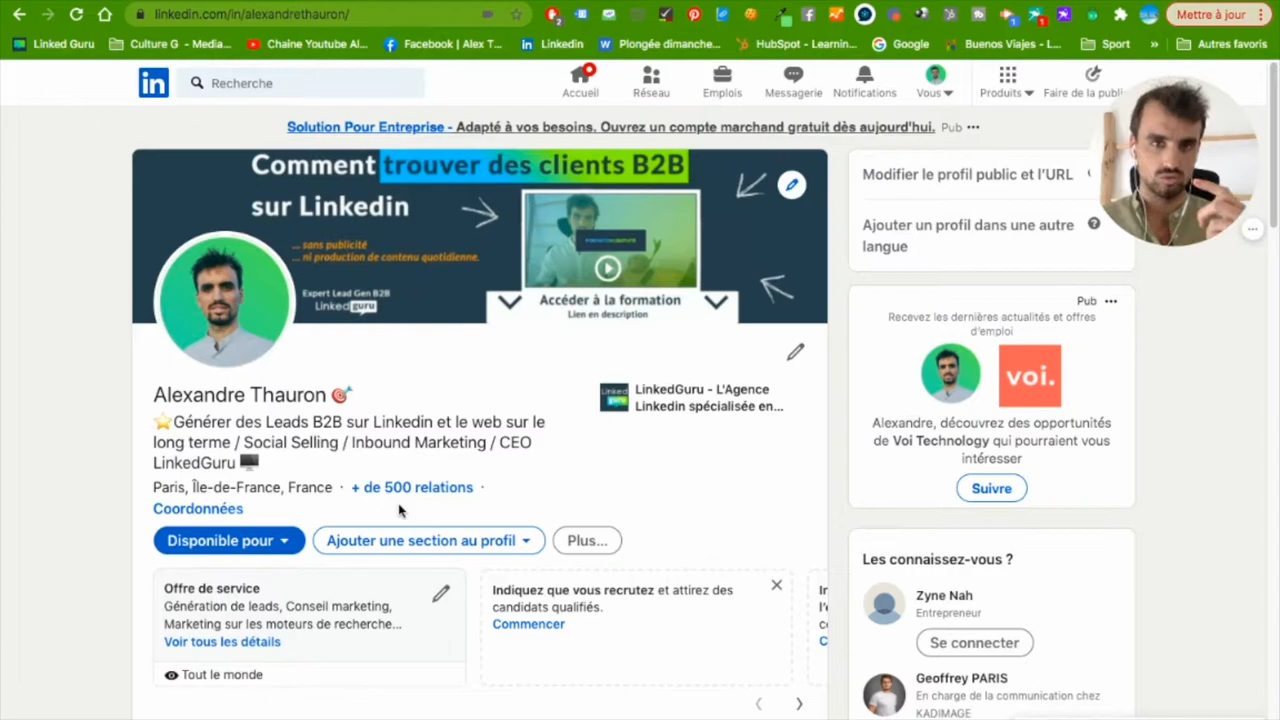 linkedin.com/in/alexandrethauron/
Mettre à jour
Linked Guru
Culture G - Media...
Chaine Youtube Al...
Facebook | Alex T...
Linkedin
Plongée dimanche...
HubSpot - Learnin...
Google
Buenos Viajes - L...
Sport
»
Autres favoris
in
Recherche
Accueil
Réseau
Emplois
Messagerie
Notifications
Vous
Produits
Faire de la publi
Solution Pour Entreprise - Adapté à vos besoins. Ouvrez un compte marchand gratuit dès aujourd'hui. Pub
Comment trouver des clients B2B
sur Linkedin
... sans publicité
... ni production de contenu quotidienne.
Expert Lead Gen B2B
Linked guru
Accéder à la formation
Lien en description
Alexandre Thauron
Générer des Leads B2B sur Linkedin et le web sur le
long terme / Social Selling / Inbound Marketing / CEO
LinkedGuru
Paris, Île-de-France, France · + de 500 relations ·
Coordonnées
LinkedGuru - L'Agence
Linkedin spécialisée en...
Disponible pour
Ajouter une section au profil
Plus...
Offre de service
Génération de leads, Conseil marketing,
Marketing sur les moteurs de recherche...
Voir tous les détails
Tout le monde
Indiquez que vous recrutez et attirez des
candidats qualifiés.
Commencer
Modifier le profil public et l'URL
Ajouter un profil dans une autre
langue
Pub
Recevez les dernières actualités et offres
d'emploi
voi.
Alexandre, découvrez des opportunités
de Voi Technology qui pourraient vous
intéresser
Suivre
Les connaissez-vous ?
Zyne Nah
Entrepreneur
Se connecter
Geoffrey PARIS
En charge de la communication chez
KADIMAGE